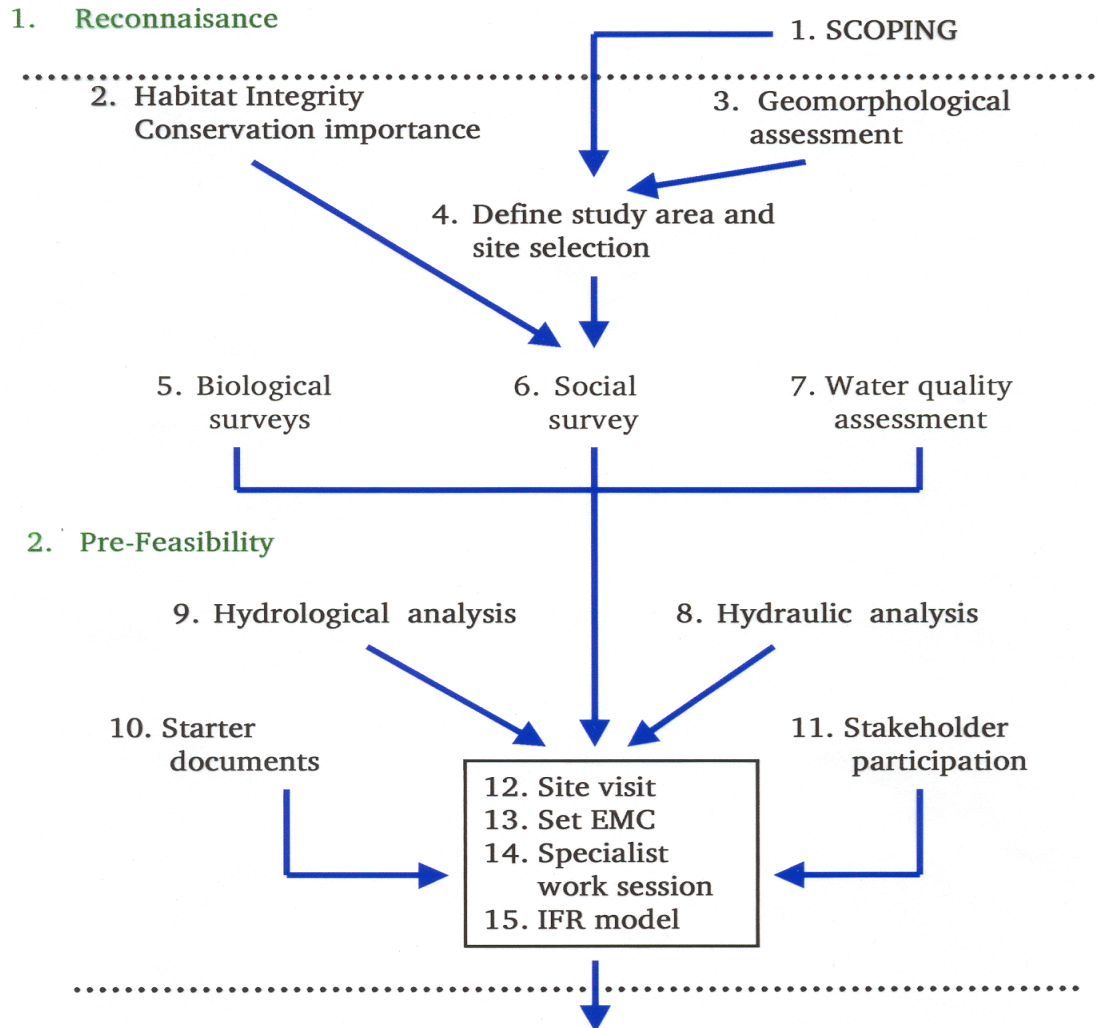 1. Reconnaisance
1. SCOPING
2. Habitat Integrity
Conservation importance
3. Geomorphological
assessment
4. Define study area and
site selection
5. Biological
surveys
6. Social
survey
7. Water quality
assessment
2. Pre-Feasibility
9. Hydrological analysis
8. Hydraulic analysis
10. Starter
documents
11. Stakeholder
participation
12. Site visit
13. Set EMC
14. Specialist
work session
15. IFR model